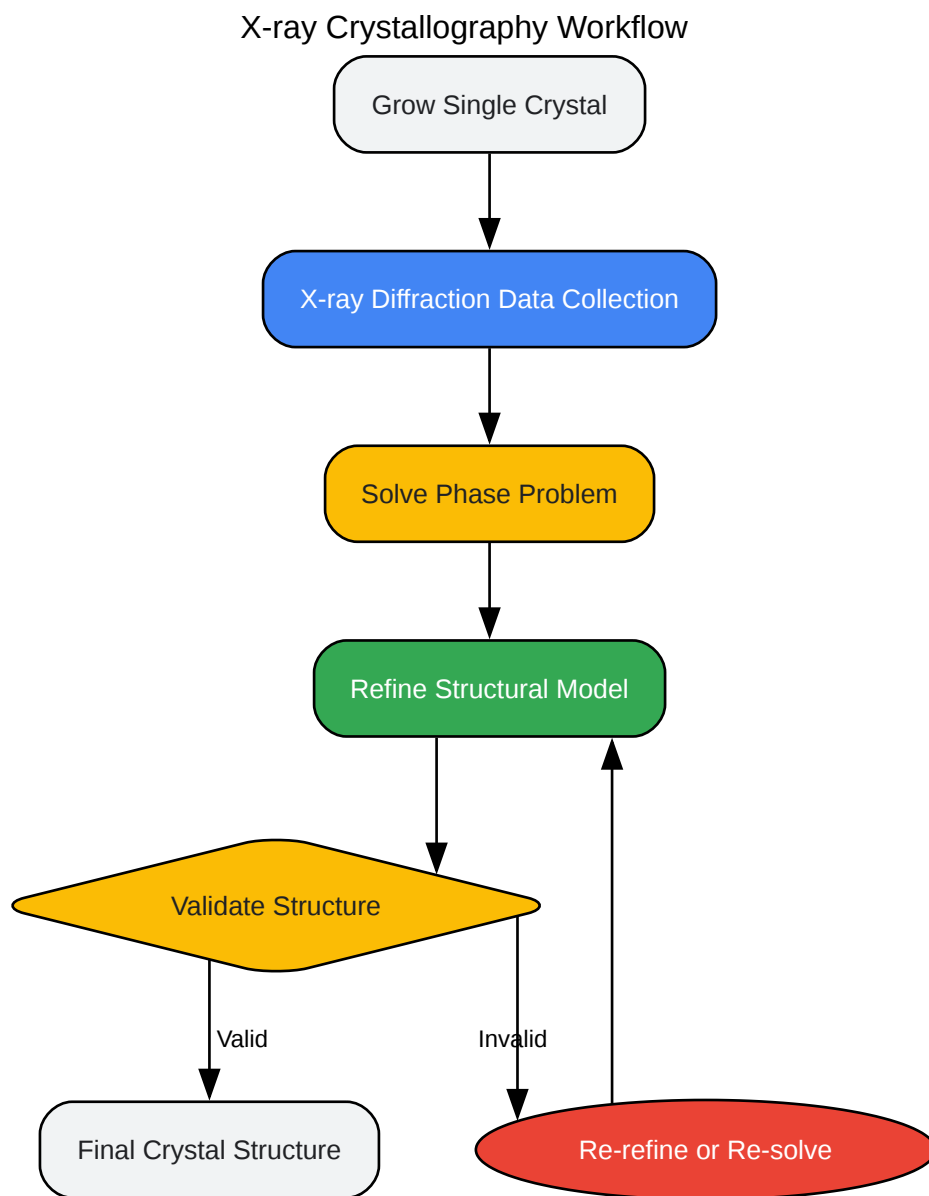 X-ray Crystallography Workflow
Grow Single Crystal
X-ray Diffraction Data Collection
Solve Phase Problem
Refine Structural Model
Validate Structure
Valid
Invalid
Final Crystal Structure
Re-refine or Re-solve